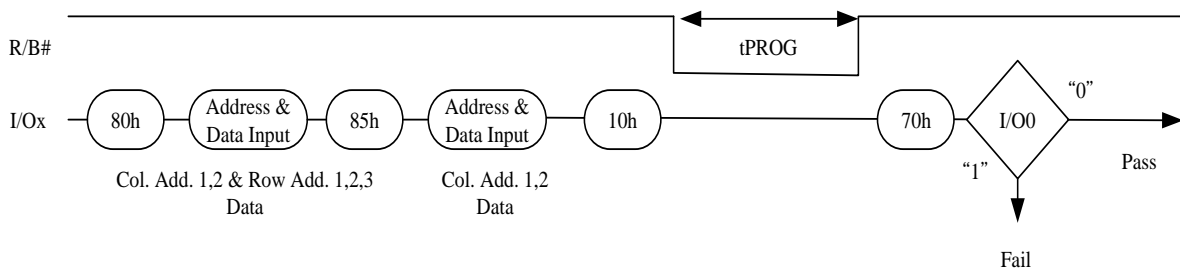 R/B#
tPROG
I/Ox
80h
Address &
Data Input
85h
Address &
Data Input
10h
70h
I/O0
“0”
“1”
Pass
Col. Add. 1,2 & Row Add. 1,2,3
Data
Col. Add. 1,2
Data
Fail